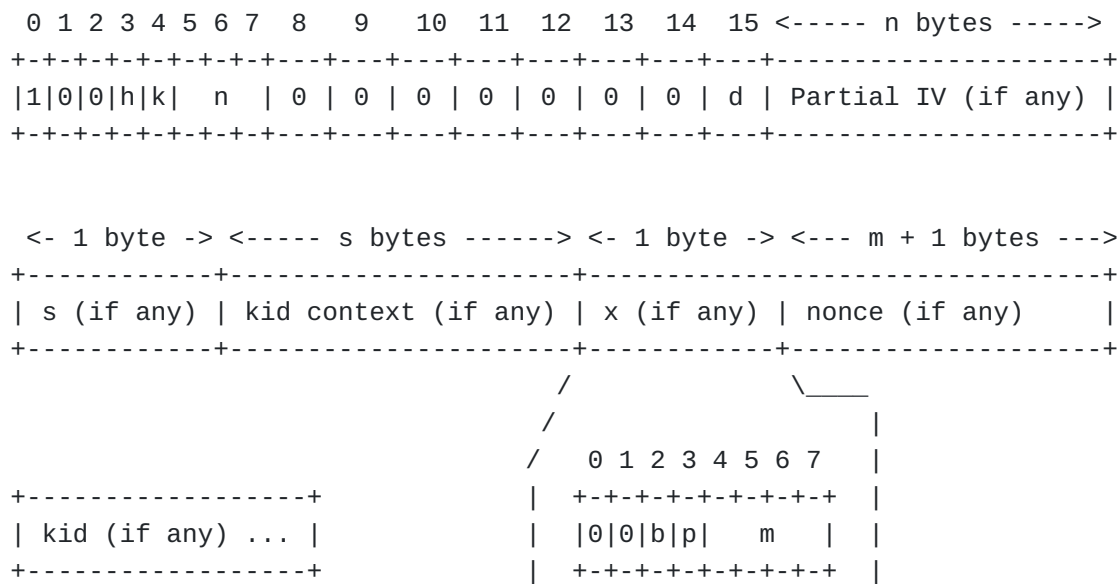 0 1 2 3 4 5 6 7  8   9   10  11  12  13  14  15 <----- n bytes ----->
+-+-+-+-+-+-+-+-+---+---+---+---+---+---+---+---+---------------------+
|1|0|0|h|k|  n  | 0 | 0 | 0 | 0 | 0 | 0 | 0 | d | Partial IV (if any) |
+-+-+-+-+-+-+-+-+---+---+---+---+---+---+---+---+---------------------+
 <- 1 byte -> <----- s bytes ------> <- 1 byte -> <--- m + 1 bytes --->
+------------+----------------------+---------------------------------+
| s (if any) | kid context (if any) | x (if any) | nonce (if any)     |
+------------+----------------------+------------+--------------------+
                                   /              \____
                                  /                    |
                                 /   0 1 2 3 4 5 6 7   |
+------------------+             |  +-+-+-+-+-+-+-+-+  |
| kid (if any) ... |             |  |0|0|b|p|   m   |  |
+------------------+             |  +-+-+-+-+-+-+-+-+  |